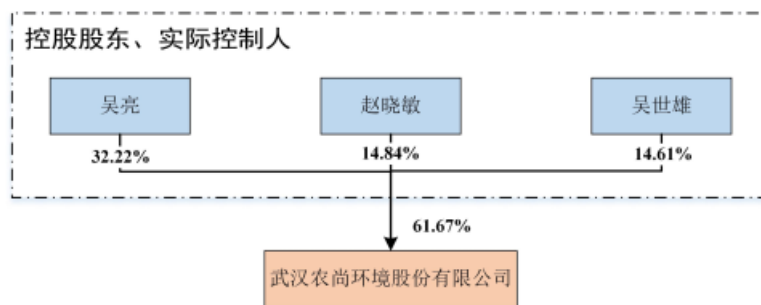 控股股东、实际控制人
吴亮
赵晓敏
吴世雄
32.22%
14.84%
14.61%
61.67%
武汉农尚环境股份有限公司